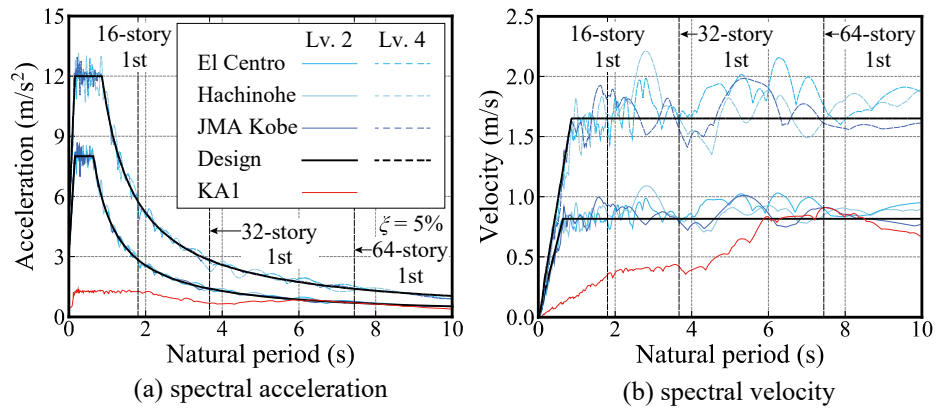 15
12
9
6
3
0
0
2
4
6
8
10
Acceleration (m/s²)
Natural period (s)
16-story
1st
Lv. 2
Lv. 4
El Centro
Hachinohe
JMA Kobe
Design
KA1
ξ = 5%
32-story
1st
64-story
1st
(a) spectral acceleration
2.5
2.0
1.5
1.0
0.5
0.0
0
2
4
6
8
10
Velocity (m/s)
Natural period (s)
16-story
1st
32-story
1st
64-story
1st
(b) spectral velocity